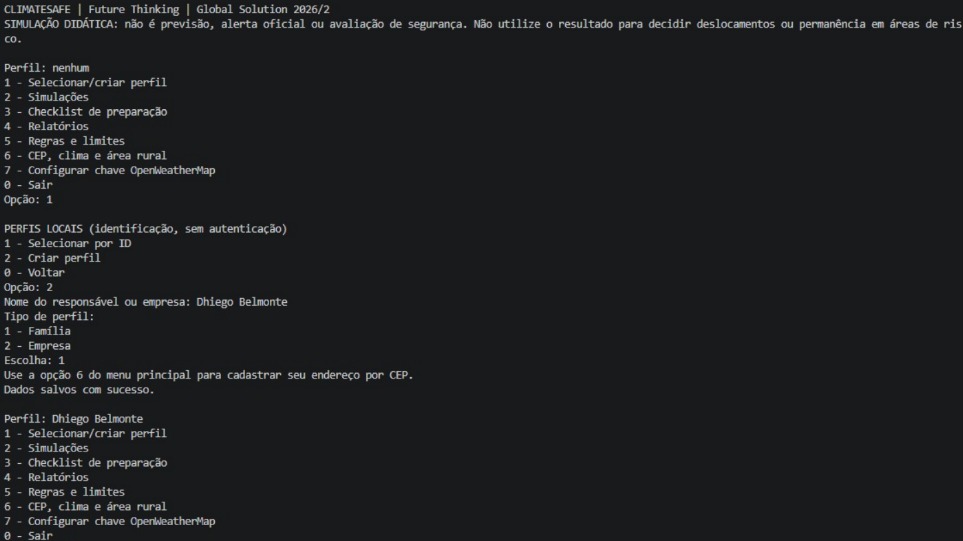 CLIMATESAFE | Future Thinking | Global Solution 2026/2
SIMULAÇÃO DIDÁTICA: não é previsão, alerta oficial ou avaliação de segurança. Não utilize o resultado para decidir deslocamentos ou permanência em áreas de ris
co.
Perfil: nenhum
1 - Selecionar/criar perfil
2 - Simulações
3 - Checklist de preparação
4 - Relatórios
5 - Regras e limites
6 - CEP, clima e área rural
7 - Configurar chave OpenWeatherMap
0 - Sair
Opção: 1
PERFIS LOCAIS (identificação, sem autenticação)
1 - Selecionar por ID
2 - Criar perfil
0 - Voltar
Opção: 2
Nome do responsável ou empresa: Dhiego Belmonte
Tipo de perfil:
1 - Família
2 - Empresa
Escolha: 1
Use a opção 6 do menu principal para cadastrar seu endereço por CEP.
Dados salvos com sucesso.
Perfil: Dhiego Belmonte
1 - Selecionar/criar perfil
2 - Simulações
3 - Checklist de preparação
4 - Relatórios
5 - Regras e limites
6 - CEP, clima e área rural
7 - Configurar chave OpenWeatherMap
0 - Sair